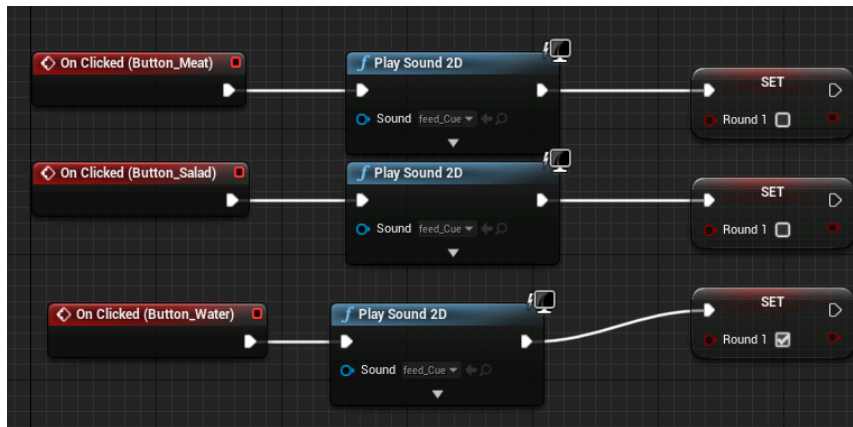 On Clicked (Button_Meat)
f Play Sound 2D
SET
Sound feed_Cue
Round 1
On Clicked (Button_Salad)
f Play Sound 2D
SET
Sound feed_Cue
Round 1
On Clicked (Button_Water)
f Play Sound 2D
SET
Sound feed_Cue
Round 1